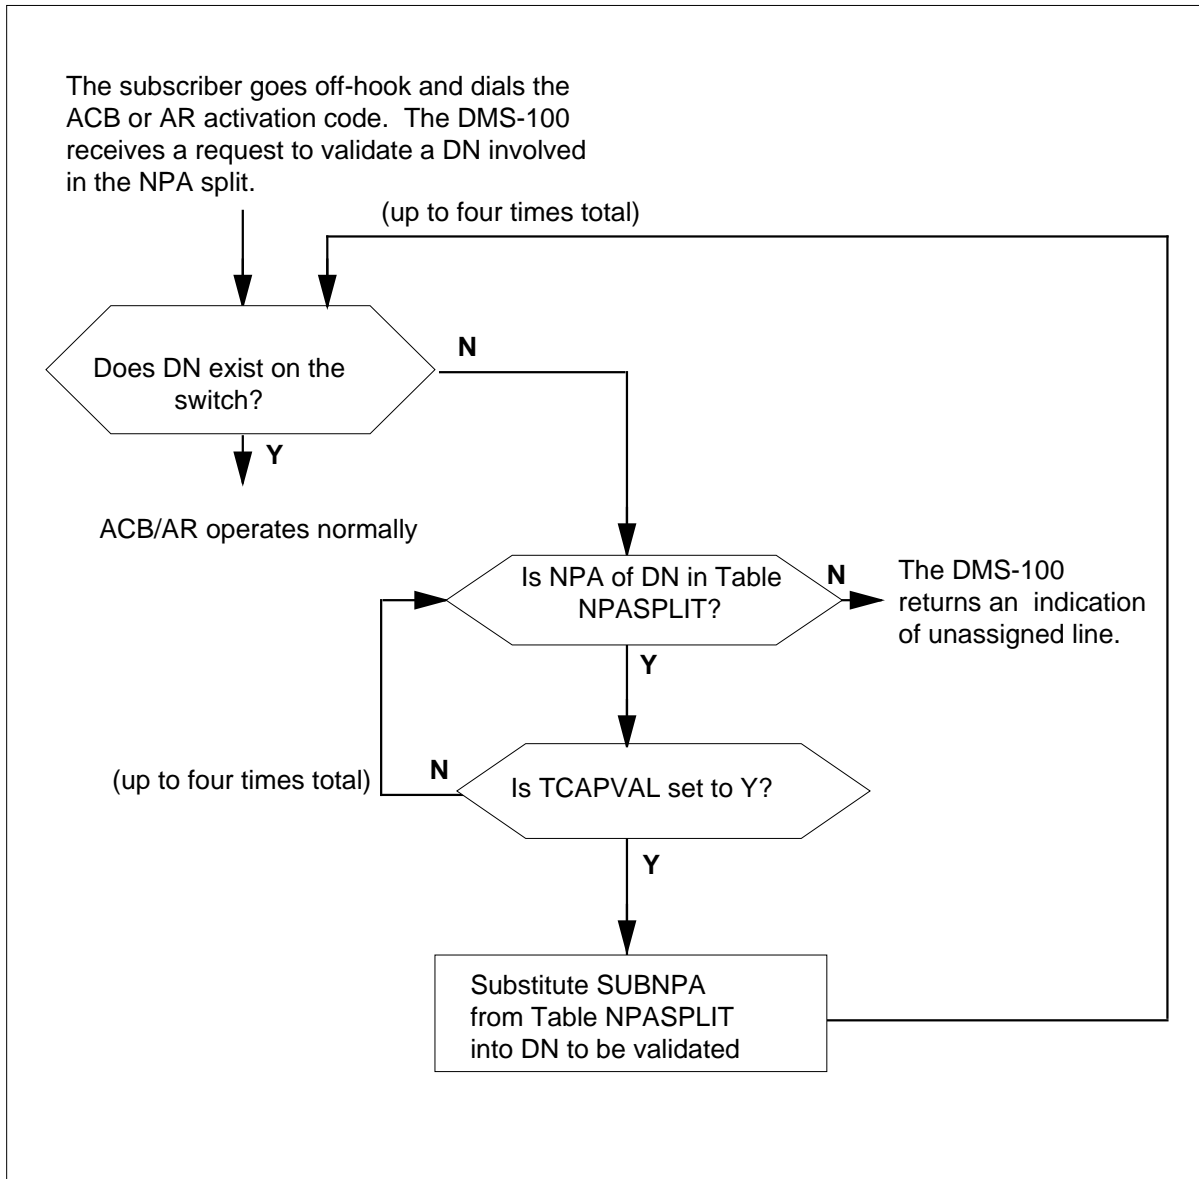 The subscriber goes off-hook and dials the
ACB or AR activation code.  The DMS-100
receives a request to validate a DN involved
in the NPA split.
(up to four times total)
Does DN exist on the
switch?
N
Y
ACB/AR operates normally
Is NPA of DN in Table
NPASPLIT?
N
The DMS-100
returns an  indication
of unassigned line.
Y
(up to four times total)
N
Is TCAPVAL set to Y?
Y
Substitute SUBNPA
from Table NPASPLIT
into DN to be validated